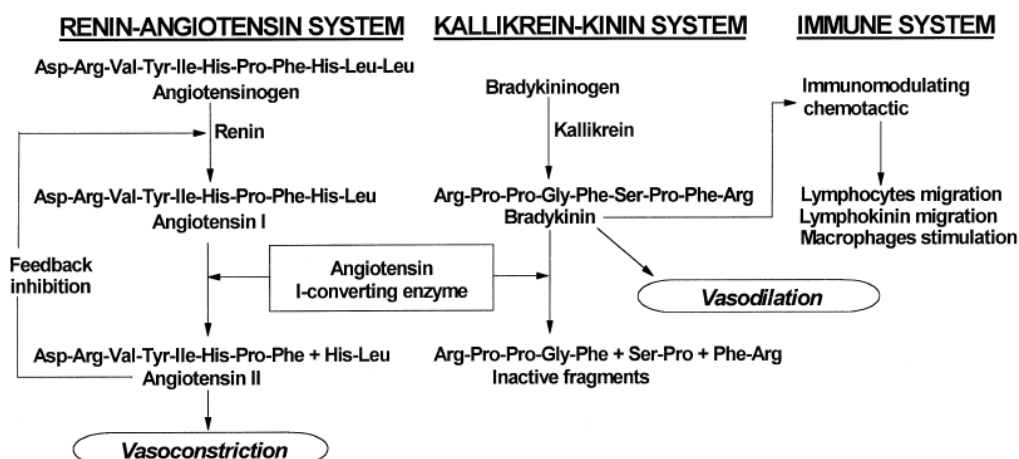 RENIN-ANGIOTENSIN SYSTEM
Asp-Arg-Val-Tyr-Ile-His-Pro-Phe-His-Leu-Leu
Angiotensinogen
Renin
Asp-Arg-Val-Tyr-Ile-His-Pro-Phe-His-Leu
Angiotensin I
Feedback
inhibition
Angiotensin
I-converting enzyme
Asp-Arg-Val-Tyr-Ile-His-Pro-Phe + His-Leu
Angiotensin II
Vasoconstriction
KALLIKREIN-KININ SYSTEM
Bradykininogen
Kallikrein
Arg-Pro-Pro-Gly-Phe-Ser-Pro-Phe-Arg
Bradykinin
Vasodilation
Arg-Pro-Pro-Gly-Phe + Ser-Pro + Phe-Arg
Inactive fragments
IMMUNE SYSTEM
Immunomodulating
chemotactic
Lymphocytes migration
Lymphokinin migration
Macrophages stimulation